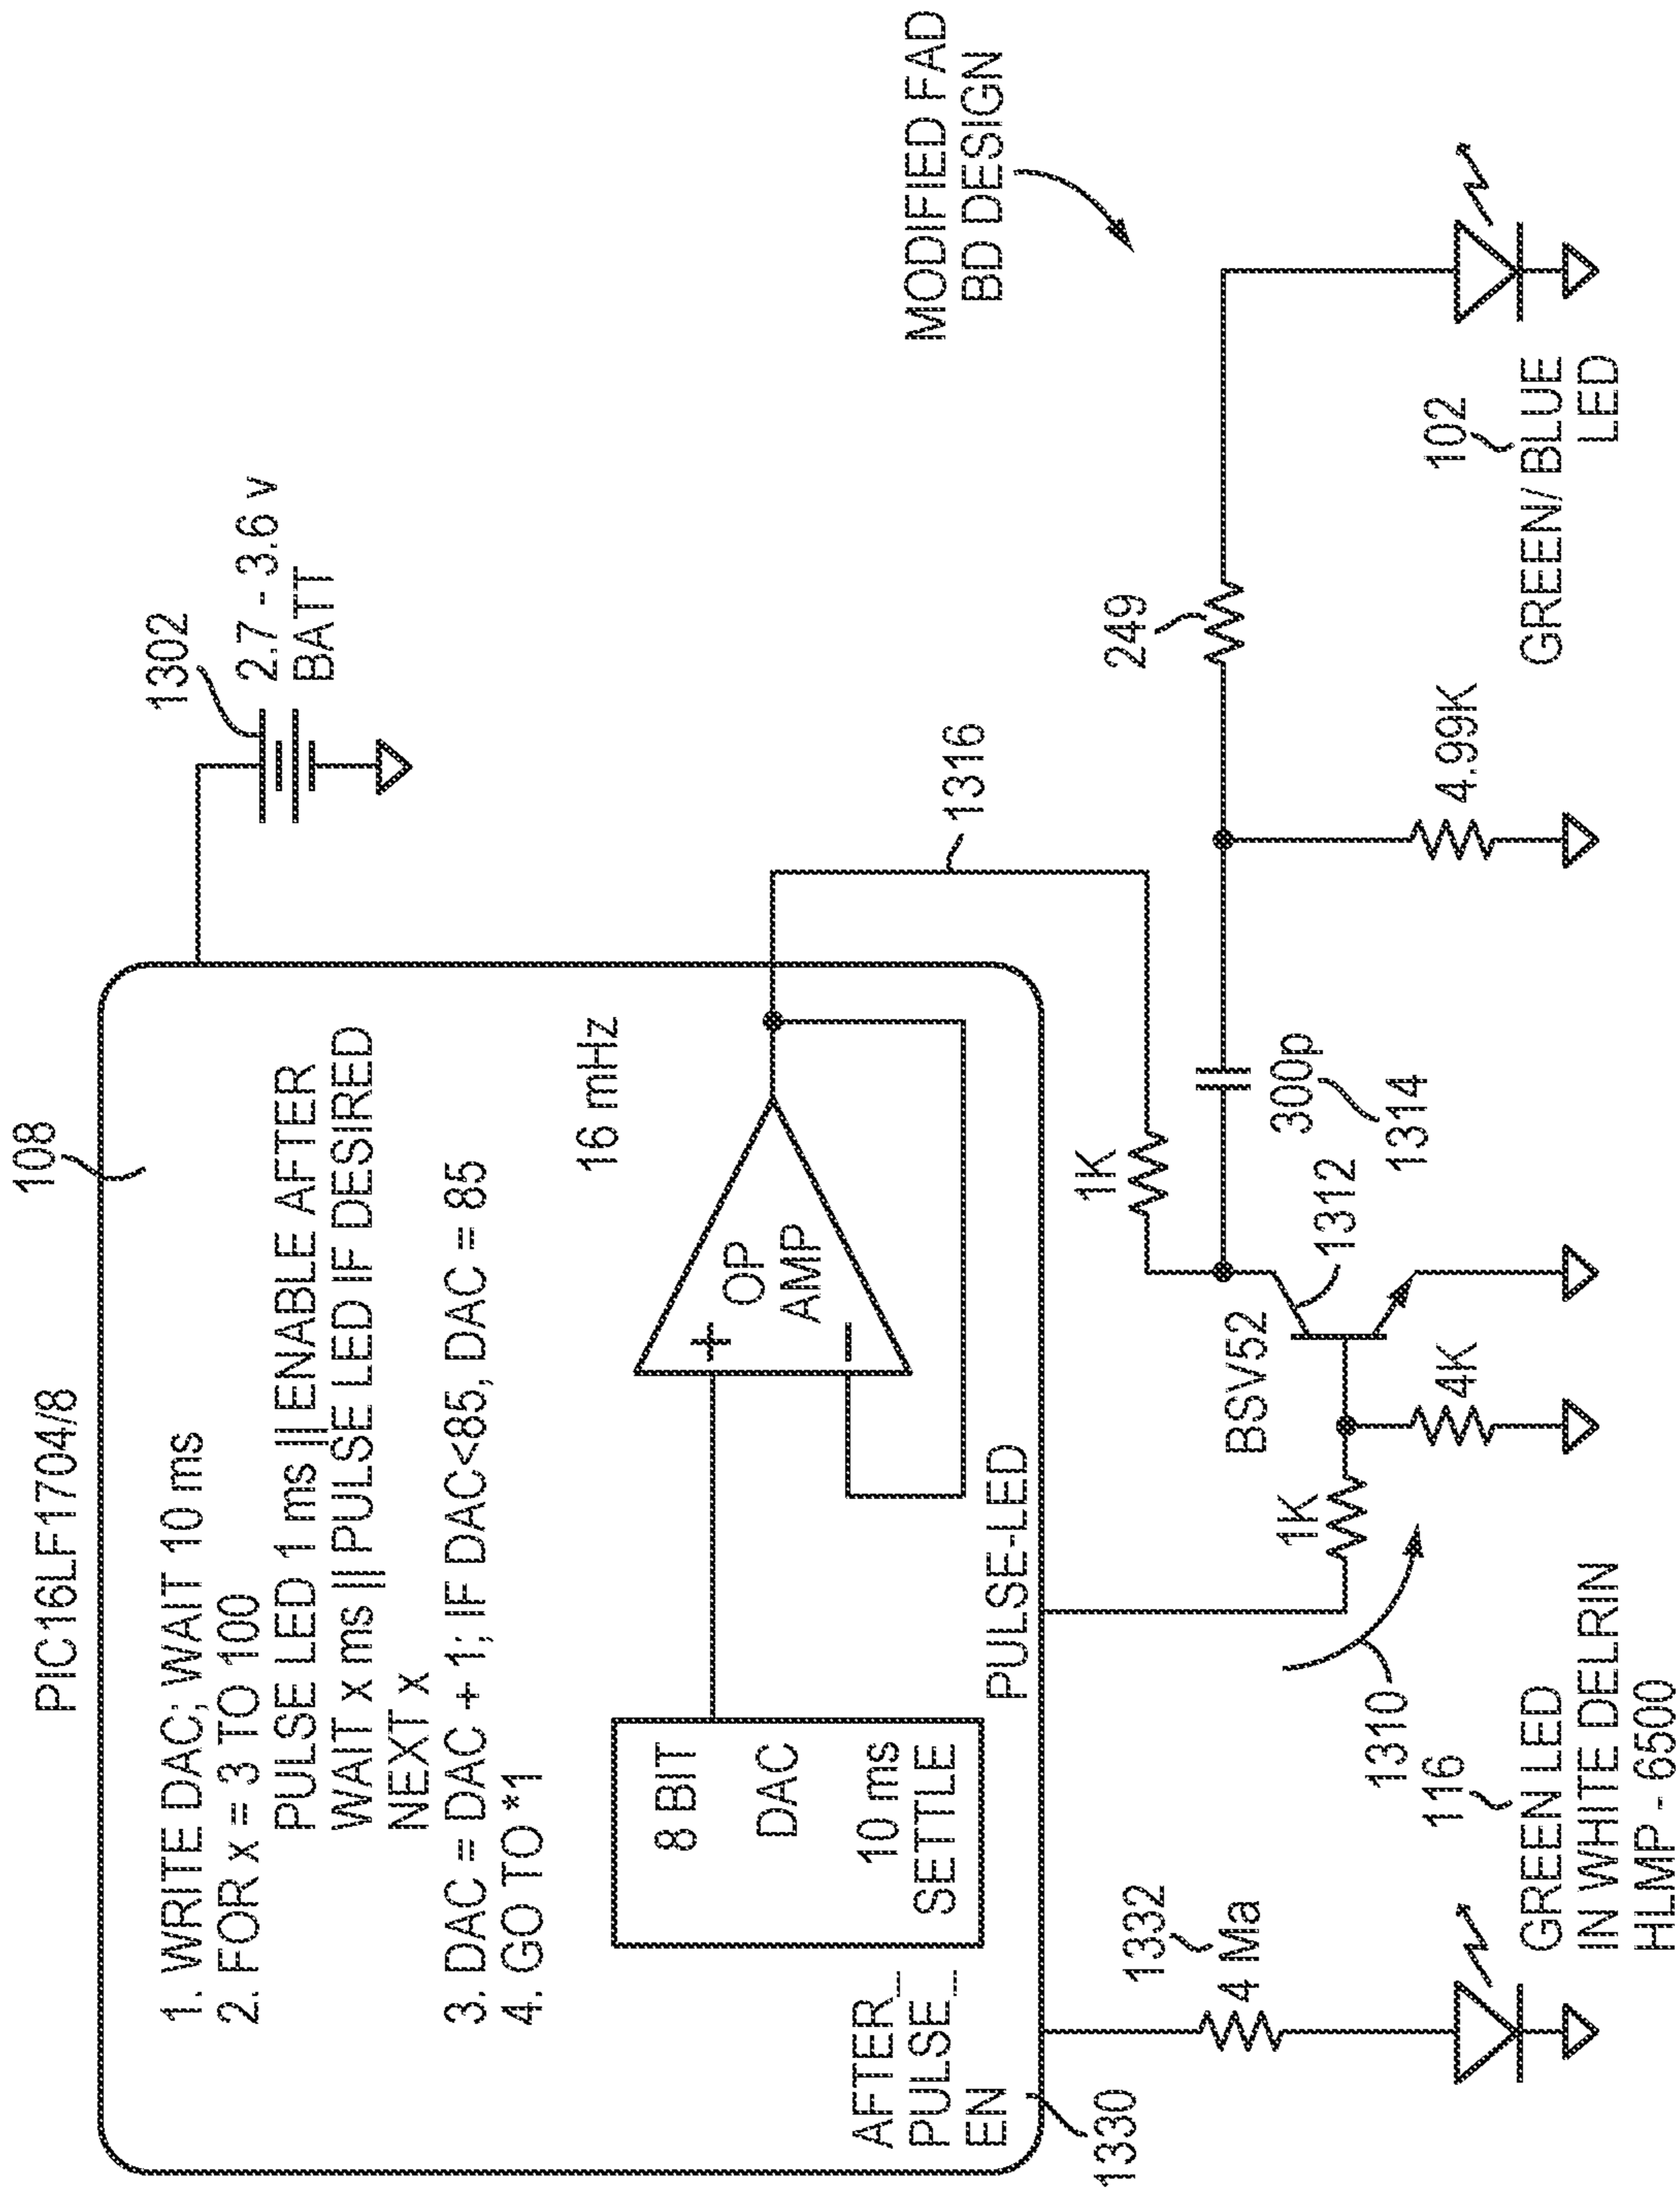 PIC16LF1704/8
108
1. WRITE DAC; WAIT 10 ms
2. FOR x = 3 TO 100
PULSE LED 1 ms || ENABLE AFTER
WAIT x ms || PULSE LED IF DESIRED
NEXT x
3. DAC = DAC + 1; IF DAC<85, DAC = 85
4. GO TO *1
1302
2.7 - 3.6 v
BATT
16 mHz
8 BIT
DAC
10 ms
SETTLE
OP
AMP
+
−
AFTER_
PULSE_
EN
PULSE-LED
1330
1316
MODIFIED FAD
BD DESIGN
1332
4 Ma
1K
249
BSV52
1K
4K
1312
300p
1314
4.99K
1310
116
GREEN LED
IN WHITE DELRIN
HLMP - 6500
102
GREEN/ BLUE
LED